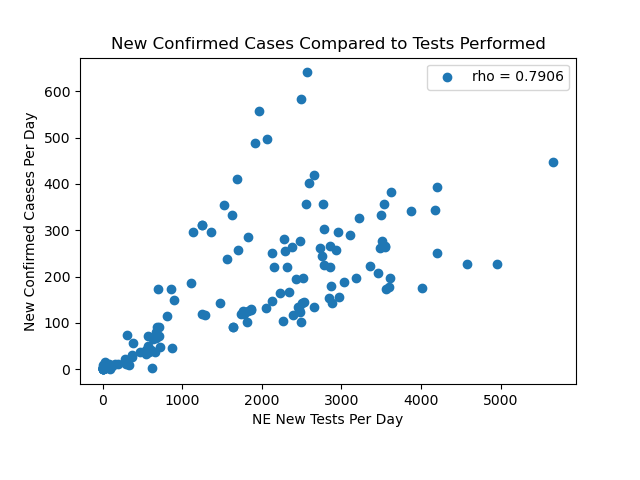 New Confirmed Cases Compared to Tests Performed
rho = 0.7906
600
500
400
300
200
100
0
New Confirmed Caeses Per Day
0 1000 2000 3000 4000 5000
NE New Tests Per Day